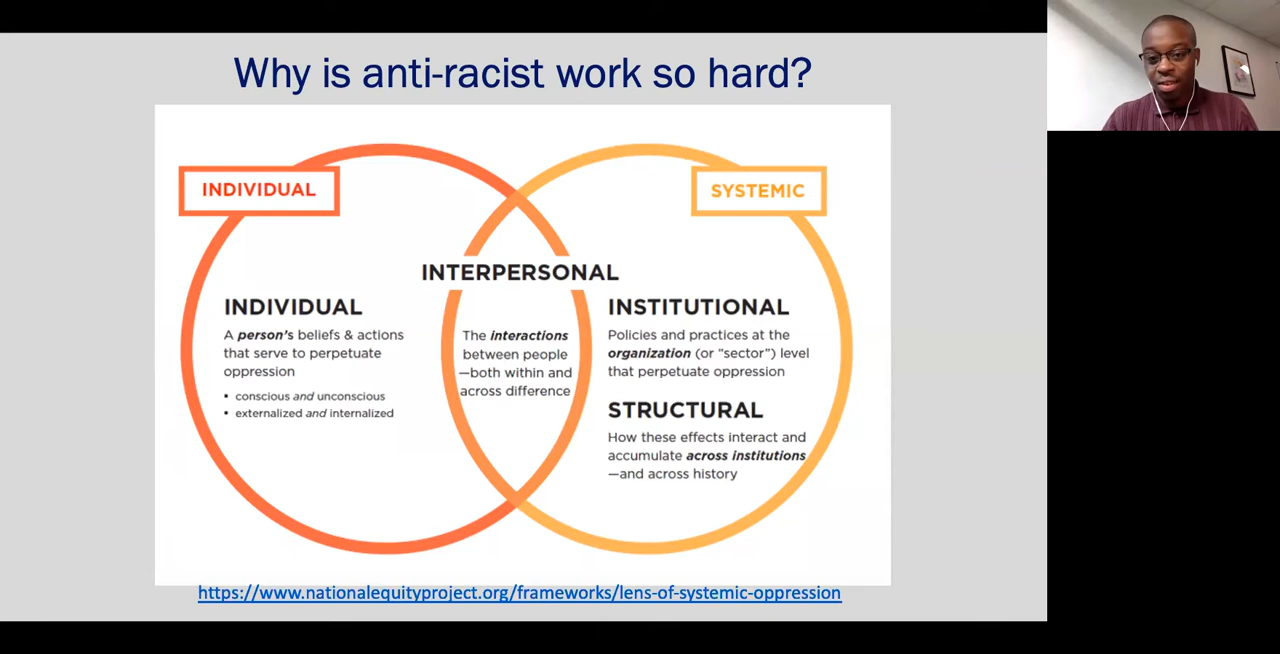 Why is anti-racist work so hard?
INDIVIDUAL
SYSTEMIC
INTERPERSONAL
INDIVIDUAL
A person's beliefs & actions
that serve to perpetuate
oppression
▪ conscious and unconscious
▪ externalized and internalized
The interactions
between people
—both within and
across difference
INSTITUTIONAL
Policies and practices at the
organization (or "sector") level
that perpetuate oppression
STRUCTURAL
How these effects interact and
accumulate across institutions
—and across history
https://www.nationalequityproject.org/frameworks/lens-of-systemic-oppression